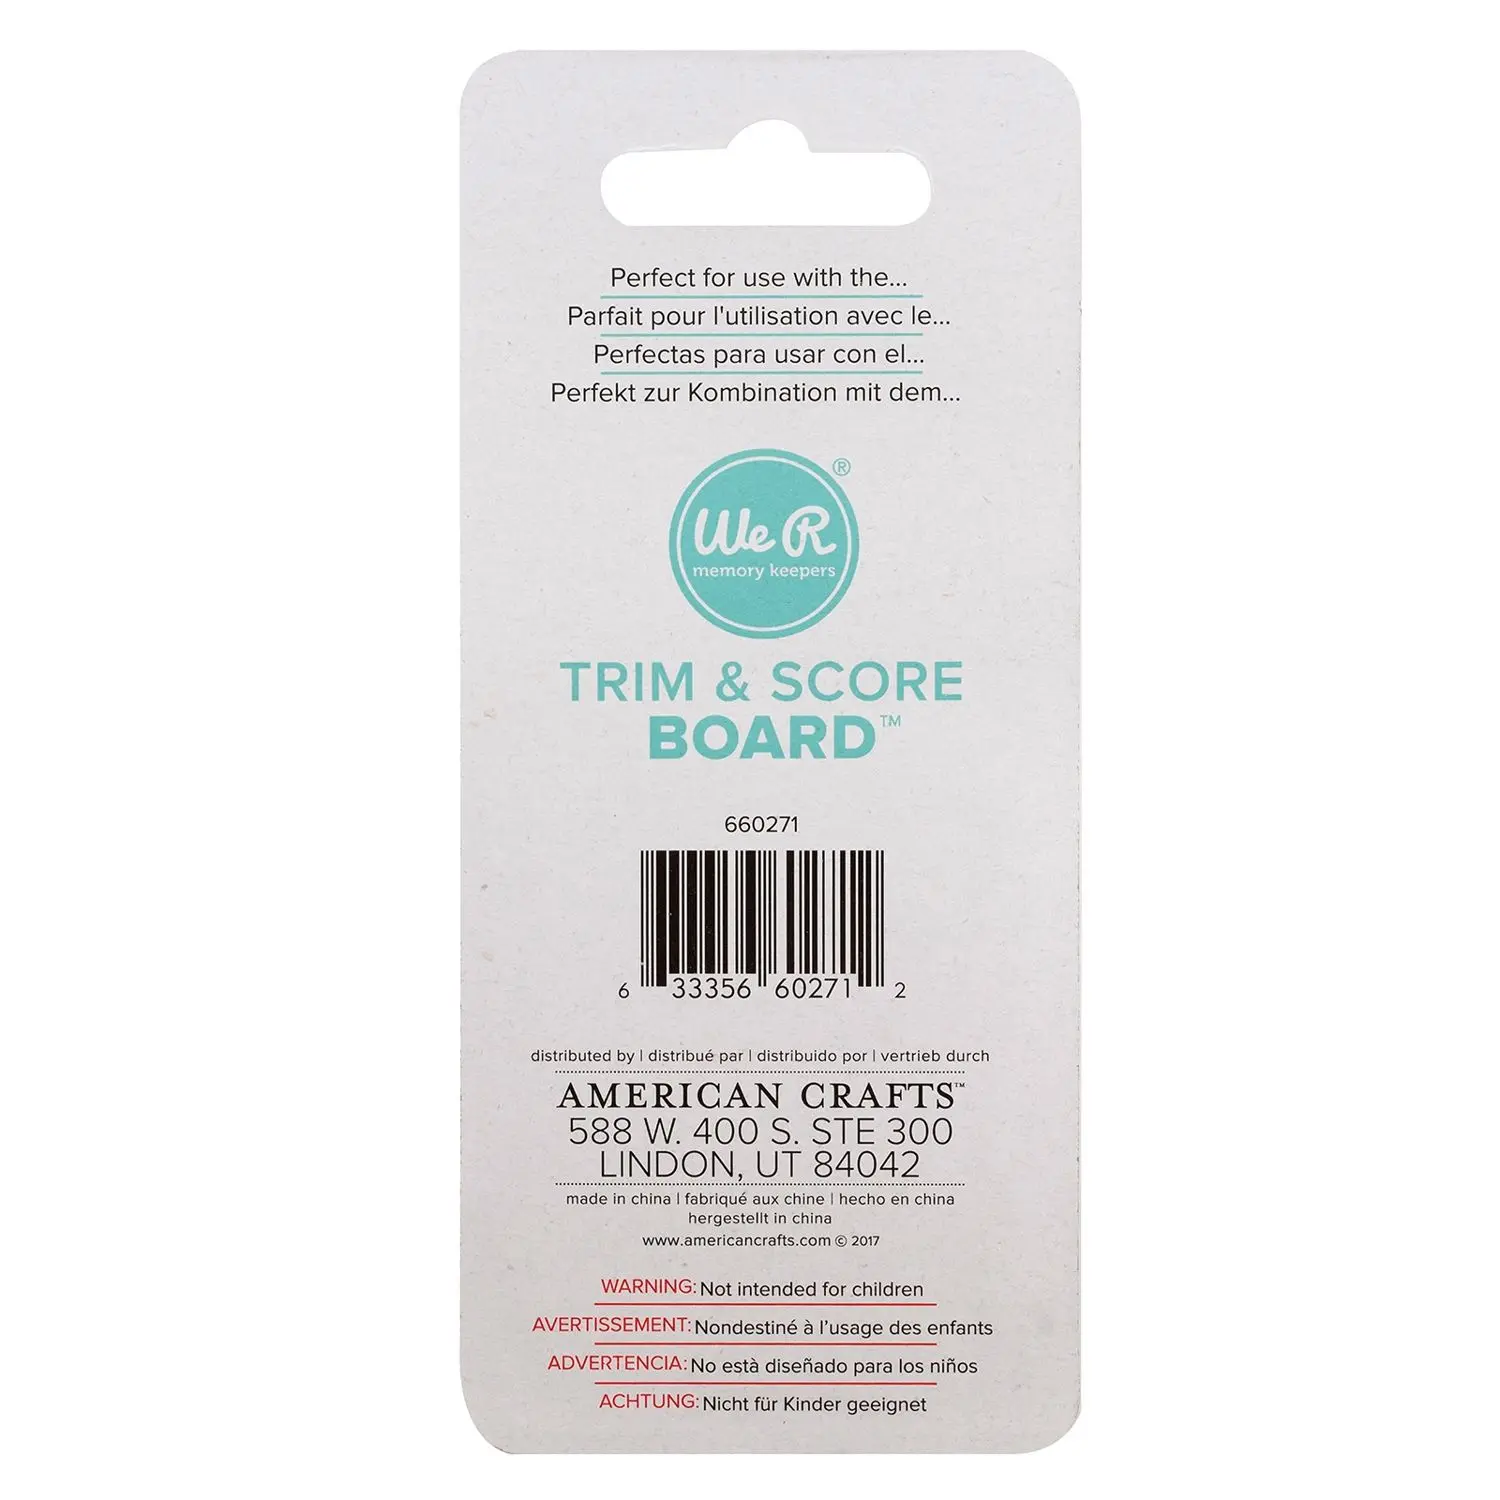 Perfect for use with the...
Parfait pour l'utilisation avec le...
Perfectas para usar con el...
Perfekt zur Kombination mit dem...
We R ®
memory keepers
TRIM & SCORE
BOARD™
660271
6 33356 60271 2
distributed by | distribué par | distribuido por | vertrieb durch
AMERICAN CRAFTS™
588 W. 400 S. STE 300
LINDON, UT 84042
made in china | fabriqué aux chine | hecho en china
hergestellt in china
www.americancrafts.com © 2017
WARNING: Not intended for children
AVERTISSEMENT: Nondestiné à l'usage des enfants
ADVERTENCIA: No està diseñado para los niños
ACHTUNG: Nicht für Kinder geeignet